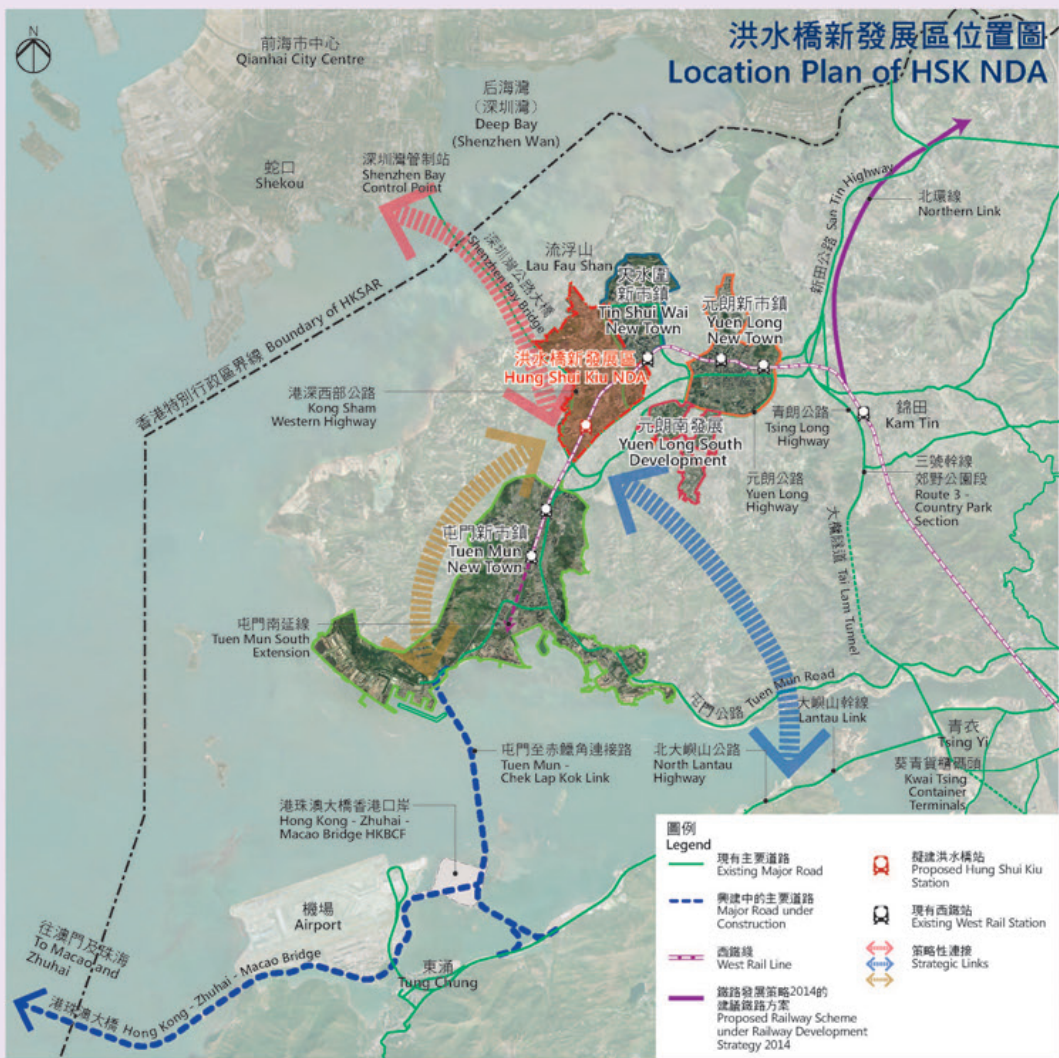 洪水橋新發展區位置圖
Location Plan of HSK NDA
N
前海市中心
Qianhai City Centre
后海灣
(深圳灣)
Deep Bay
(Shenzhen Wan)
蛇口
Shekou
深圳灣管制站
Shenzhen Bay
Control Point
深圳灣公路大橋
Shenzhen Bay Bridge
流浮山
Lau Fau Shan
天水圍
新市鎮
Tin Shui Wai
New Town
元朗新市鎮
Yuen Long
New Town
新田公路 San Tin Highway
北環線
Northern Link
香港特別行政區界線 Boundary of HKSAR
洪水橋新發展區
Hung Shui Kiu NDA
港深西部公路
Kong Sham
Western Highway
元朗南發展
Yuen Long South
Development
青朗公路
Tsing Long
Highway
錦田
Kam Tin
元朗公路
Yuen Long
Highway
三號幹線
郊野公園段
Route 3 -
Country Park
Section
大欖隧道 Tai Lam Tunnel
屯門新市鎮
Tuen Mun
New Town
屯門南延線
Tuen Mun South
Extension
屯門公路 Tuen Mun Road
大嶼山幹線
Lantau Link
青衣
Tsing Yi
葵青貨櫃碼頭
Kwai Tsing
Container
Terminals
屯門至赤鱲角連接路
Tuen Mun -
Chek Lap Kok Link
北大嶼山公路
North Lantau
Highway
港珠澳大橋香港口岸
Hong Kong - Zhuhai -
Macao Bridge HKBCF
機場
Airport
東涌
Tung Chung
往澳門及珠海
To Macao and
Zhuhai
港珠澳大橋 Hong Kong - Zhuhai - Macao Bridge
圖例
Legend
現有主要道路
Existing Major Road
興建中的主要道路
Major Road under
Construction
西鐵綫
West Rail Line
鐵路發展策略2014的
建議鐵路方案
Proposed Railway Scheme
under Railway Development
Strategy 2014
擬建洪水橋站
Proposed Hung Shui Kiu
Station
現有西鐵站
Existing West Rail Station
策略性連接
Strategic Links